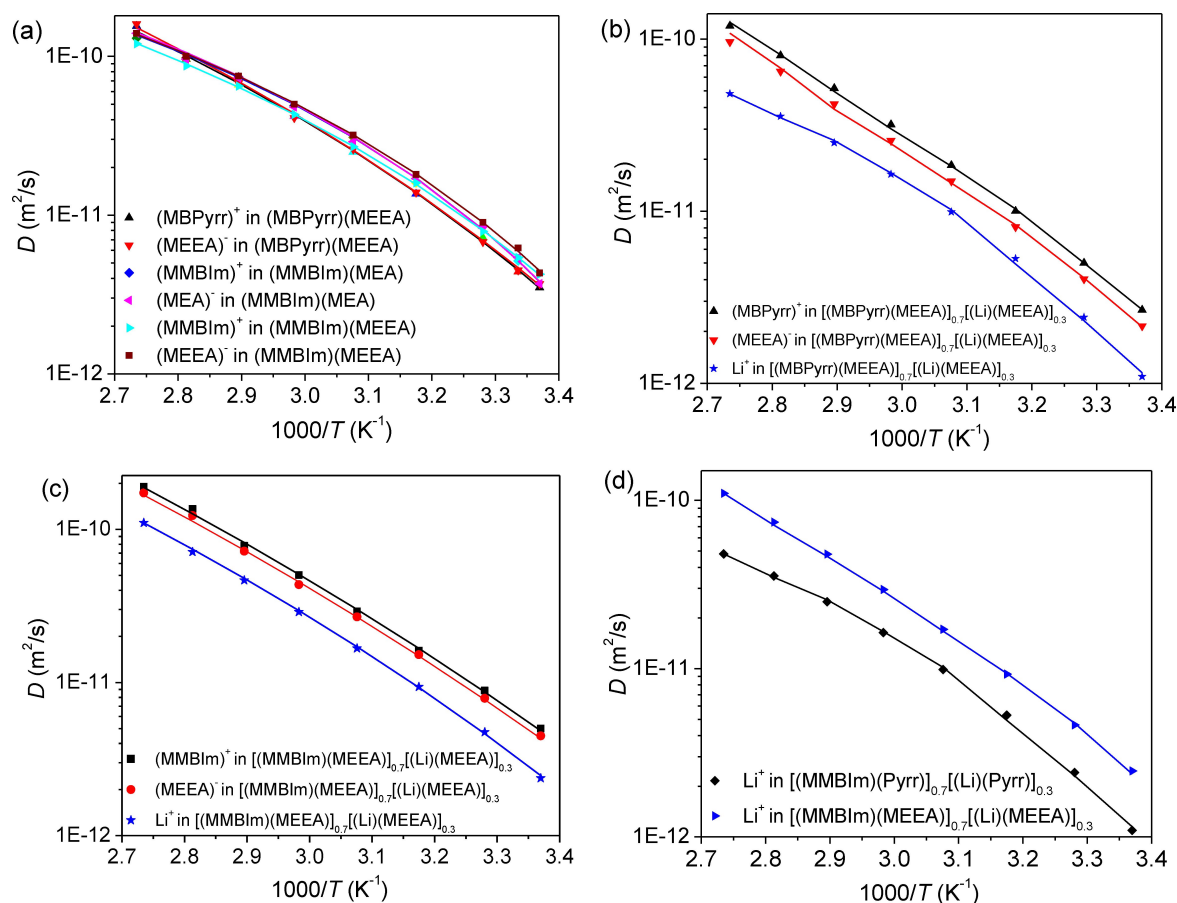 (a)
1E-10
1E-11
1E-12
D (m²/s)
(MBPyrr)⁺ in (MBPyrr)(MEEA)
(MEEA)⁻ in (MBPyrr)(MEEA)
(MMBIm)⁺ in (MMBIm)(MEA)
(MEA)⁻ in (MMBIm)(MEA)
(MMBIm)⁺ in (MMBIm)(MEEA)
(MEEA)⁻ in (MMBIm)(MEEA)
2.7 2.8 2.9 3.0 3.1 3.2 3.3 3.4
1000/T (K⁻¹)
(b)
1E-10
1E-11
1E-12
D (m²/s)
(MBPyrr)⁺ in [(MBPyrr)(MEEA)]₀.₇[(Li)(MEEA)]₀.₃
(MEEA)⁻ in [(MBPyrr)(MEEA)]₀.₇[(Li)(MEEA)]₀.₃
Li⁺ in [(MBPyrr)(MEEA)]₀.₇[(Li)(MEEA)]₀.₃
2.7 2.8 2.9 3.0 3.1 3.2 3.3 3.4
1000/T (K⁻¹)
(c)
1E-10
1E-11
1E-12
D (m²/s)
(MMBIm)⁺ in [(MMBIm)(MEEA)]₀.₇[(Li)(MEEA)]₀.₃
(MEEA)⁻ in [(MMBIm)(MEEA)]₀.₇[(Li)(MEEA)]₀.₃
Li⁺ in [(MMBIm)(MEEA)]₀.₇[(Li)(MEEA)]₀.₃
2.7 2.8 2.9 3.0 3.1 3.2 3.3 3.4
1000/T (K⁻¹)
(d)
1E-10
1E-11
1E-12
D (m²/s)
Li⁺ in [(MMBIm)(Pyrr)]₀.₇[(Li)(Pyrr)]₀.₃
Li⁺ in [(MMBIm)(MEEA)]₀.₇[(Li)(MEEA)]₀.₃
2.7 2.8 2.9 3.0 3.1 3.2 3.3 3.4
1000/T (K⁻¹)